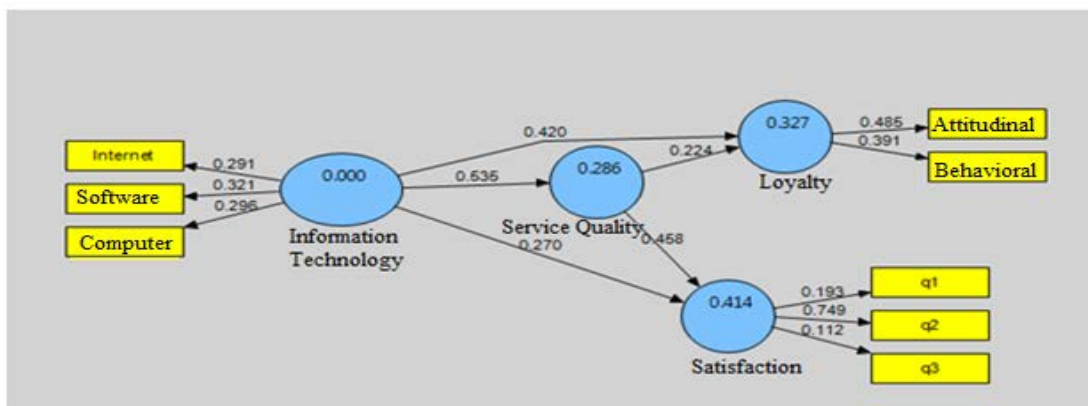 Internet
Software
Computer
0.291
0.321
0.296
0.000
Information
Technology
0.420
0.535
0.270
0.286
Service Quality
0.224
0.458
0.327
Loyalty
0.485
0.391
Attitudinal
Behavioral
0.414
Satisfaction
0.193
0.749
0.112
q1
q2
q3